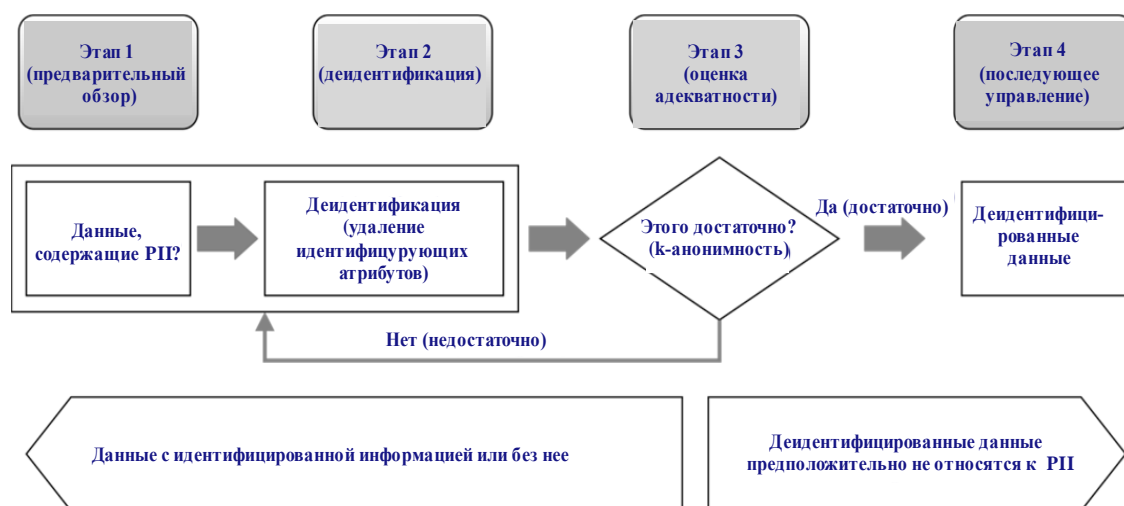 Этап 1
(предварительный
обзор)
Этап 2
(деидентификация)
Этап 3
(оценка
адекватности)
Этап 4
(последующее
управление)
Данные,
содержащие PII?
Деидентификация
(удаление
идентифицурующих
атрибутов)
Этого достаточно?
(k-анонимность)
Да (достаточно)
Деидентифици-
рованные
данные
Нет (недостаточно)
Данные с идентифицированной информацией или без нее
Деидентифицированные данные
предположительно не относятся к PII